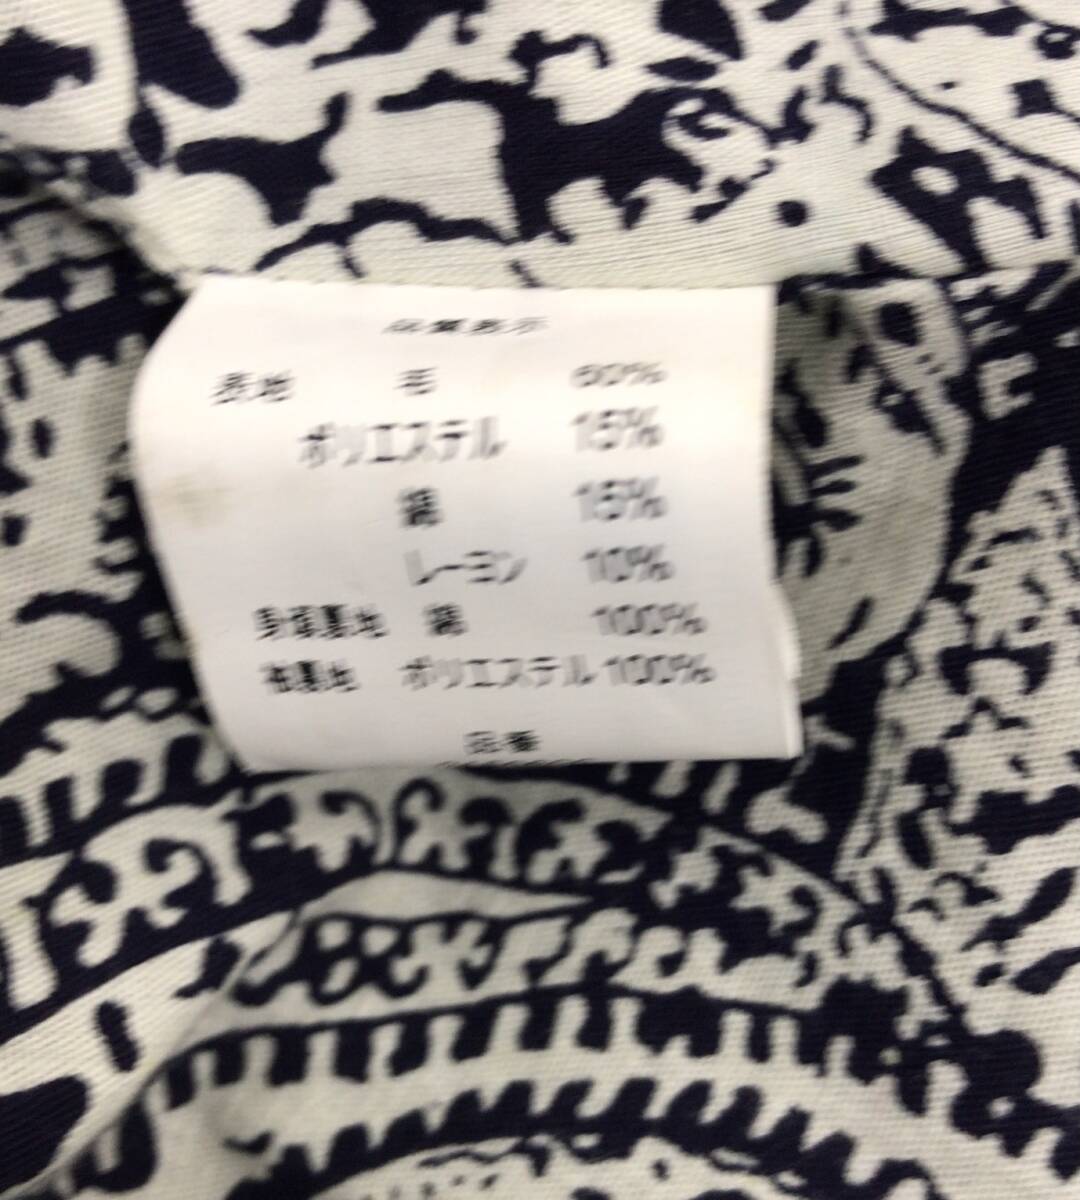 品質表示
表地 毛 60%
ポリエステル 15%
綿 15%
レーヨン 10%
身頃裏地 綿 100%
袖裏地 ポリエステル 100%
品番